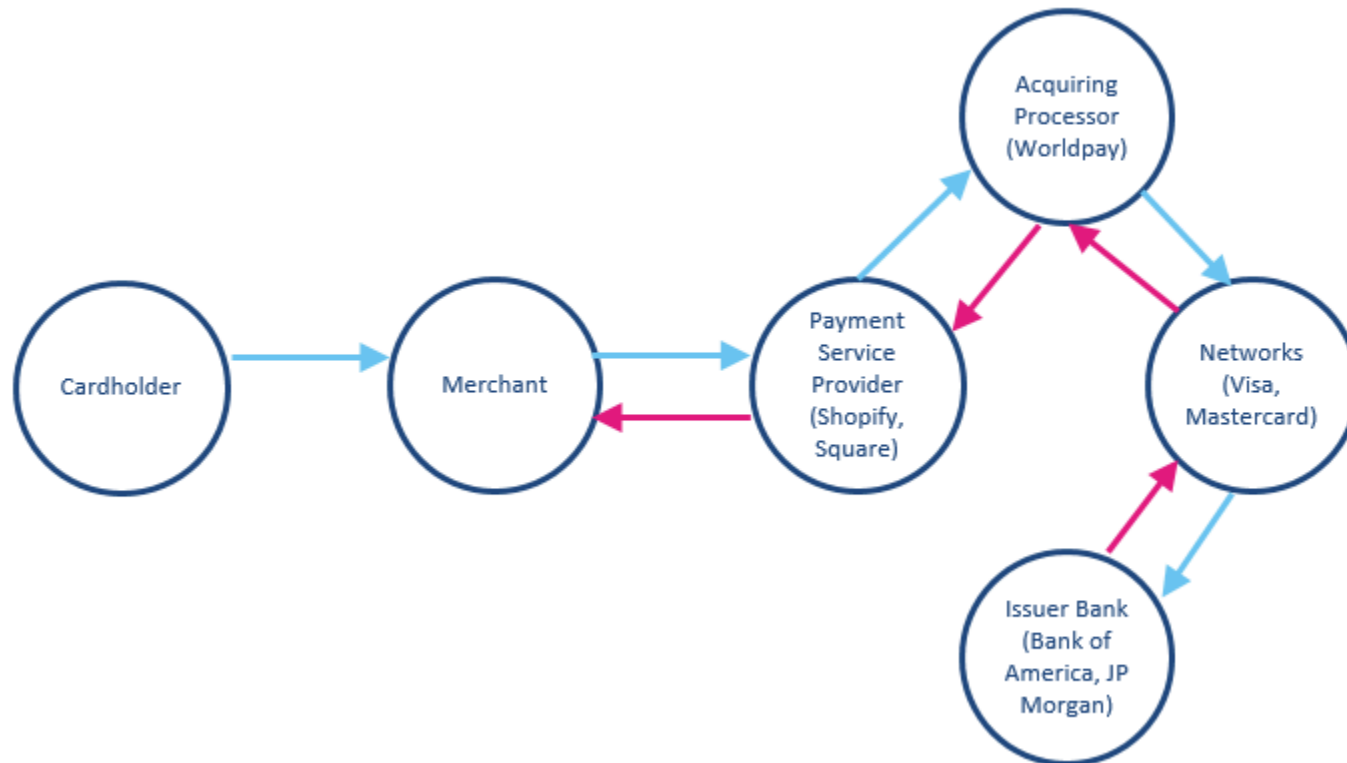 Cardholder
Merchant
Payment
Service
Provider
(Shopify,
Square)
Acquiring
Processor
(Worldpay)
Networks
(Visa,
Mastercard)
Issuer Bank
(Bank of
America, JP
Morgan)